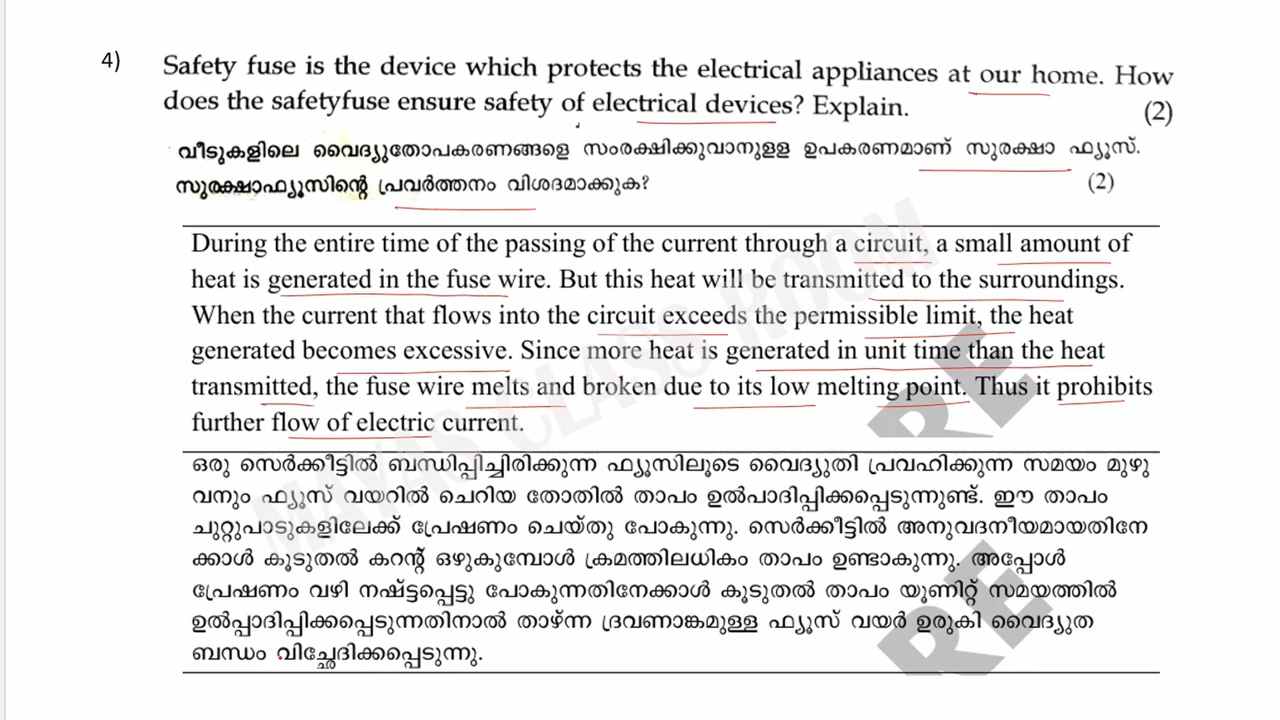 4)
Safety fuse is the device which protects the electrical appliances at our home. How
does the safetyfuse ensure safety of electrical devices? Explain. (2)
വീടുകളിലെ വൈദ്യുതോപകരണങ്ങളെ സംരക്ഷിക്കുവാനുളള ഉപകരണമാണ് സുരക്ഷാ ഫ്യൂസ്.
സുരക്ഷാഫ്യൂസിന്റെ പ്രവർത്തനം വിശദമാക്കുക? (2)
During the entire time of the passing of the current through a circuit, a small amount of
heat is generated in the fuse wire. But this heat will be transmitted to the surroundings.
When the current that flows into the circuit exceeds the permissible limit, the heat
generated becomes excessive. Since more heat is generated in unit time than the heat
transmitted, the fuse wire melts and broken due to its low melting point. Thus it prohibits
further flow of electric current.
ഒരു സെർക്കീട്ടിൽ ബന്ധിപ്പിച്ചിരിക്കുന്ന ഫ്യൂസിലൂടെ വൈദ്യുതി പ്രവഹിക്കുന്ന സമയം മുഴു
വനും ഫ്യൂസ് വയറിൽ ചെറിയ തോതിൽ താപം ഉൽപാദിപ്പിക്കപ്പെടുന്നുണ്ട്. ഈ താപം
ചുറ്റുപാടുകളിലേക്ക് പ്രേഷണം ചെയ്തു പോകുന്നു. സെർക്കീട്ടിൽ അനുവദനീയമായതിനേ
ക്കാൾ കൂടുതൽ കറന്റ് ഒഴുകുമ്പോൾ ക്രമത്തിലധികം താപം ഉണ്ടാകുന്നു. അപ്പോൾ
പ്രേഷണം വഴി നഷ്ട്ടപ്പെട്ടു പോകുന്നതിനേക്കാൾ കൂടുതൽ താപം യൂണിറ്റ് സമയത്തിൽ
ഉൽപ്പാദിപ്പിക്കപ്പെടുന്നതിനാൽ താഴ്ന്ന ദ്രവണാങ്കമുള്ള ഫ്യൂസ് വയർ ഉരുകി വൈദ്യുത
ബന്ധം വിച്ഛേദിക്കപ്പെടുന്നു.
MAYAS CLASS ROOM
RE
RE